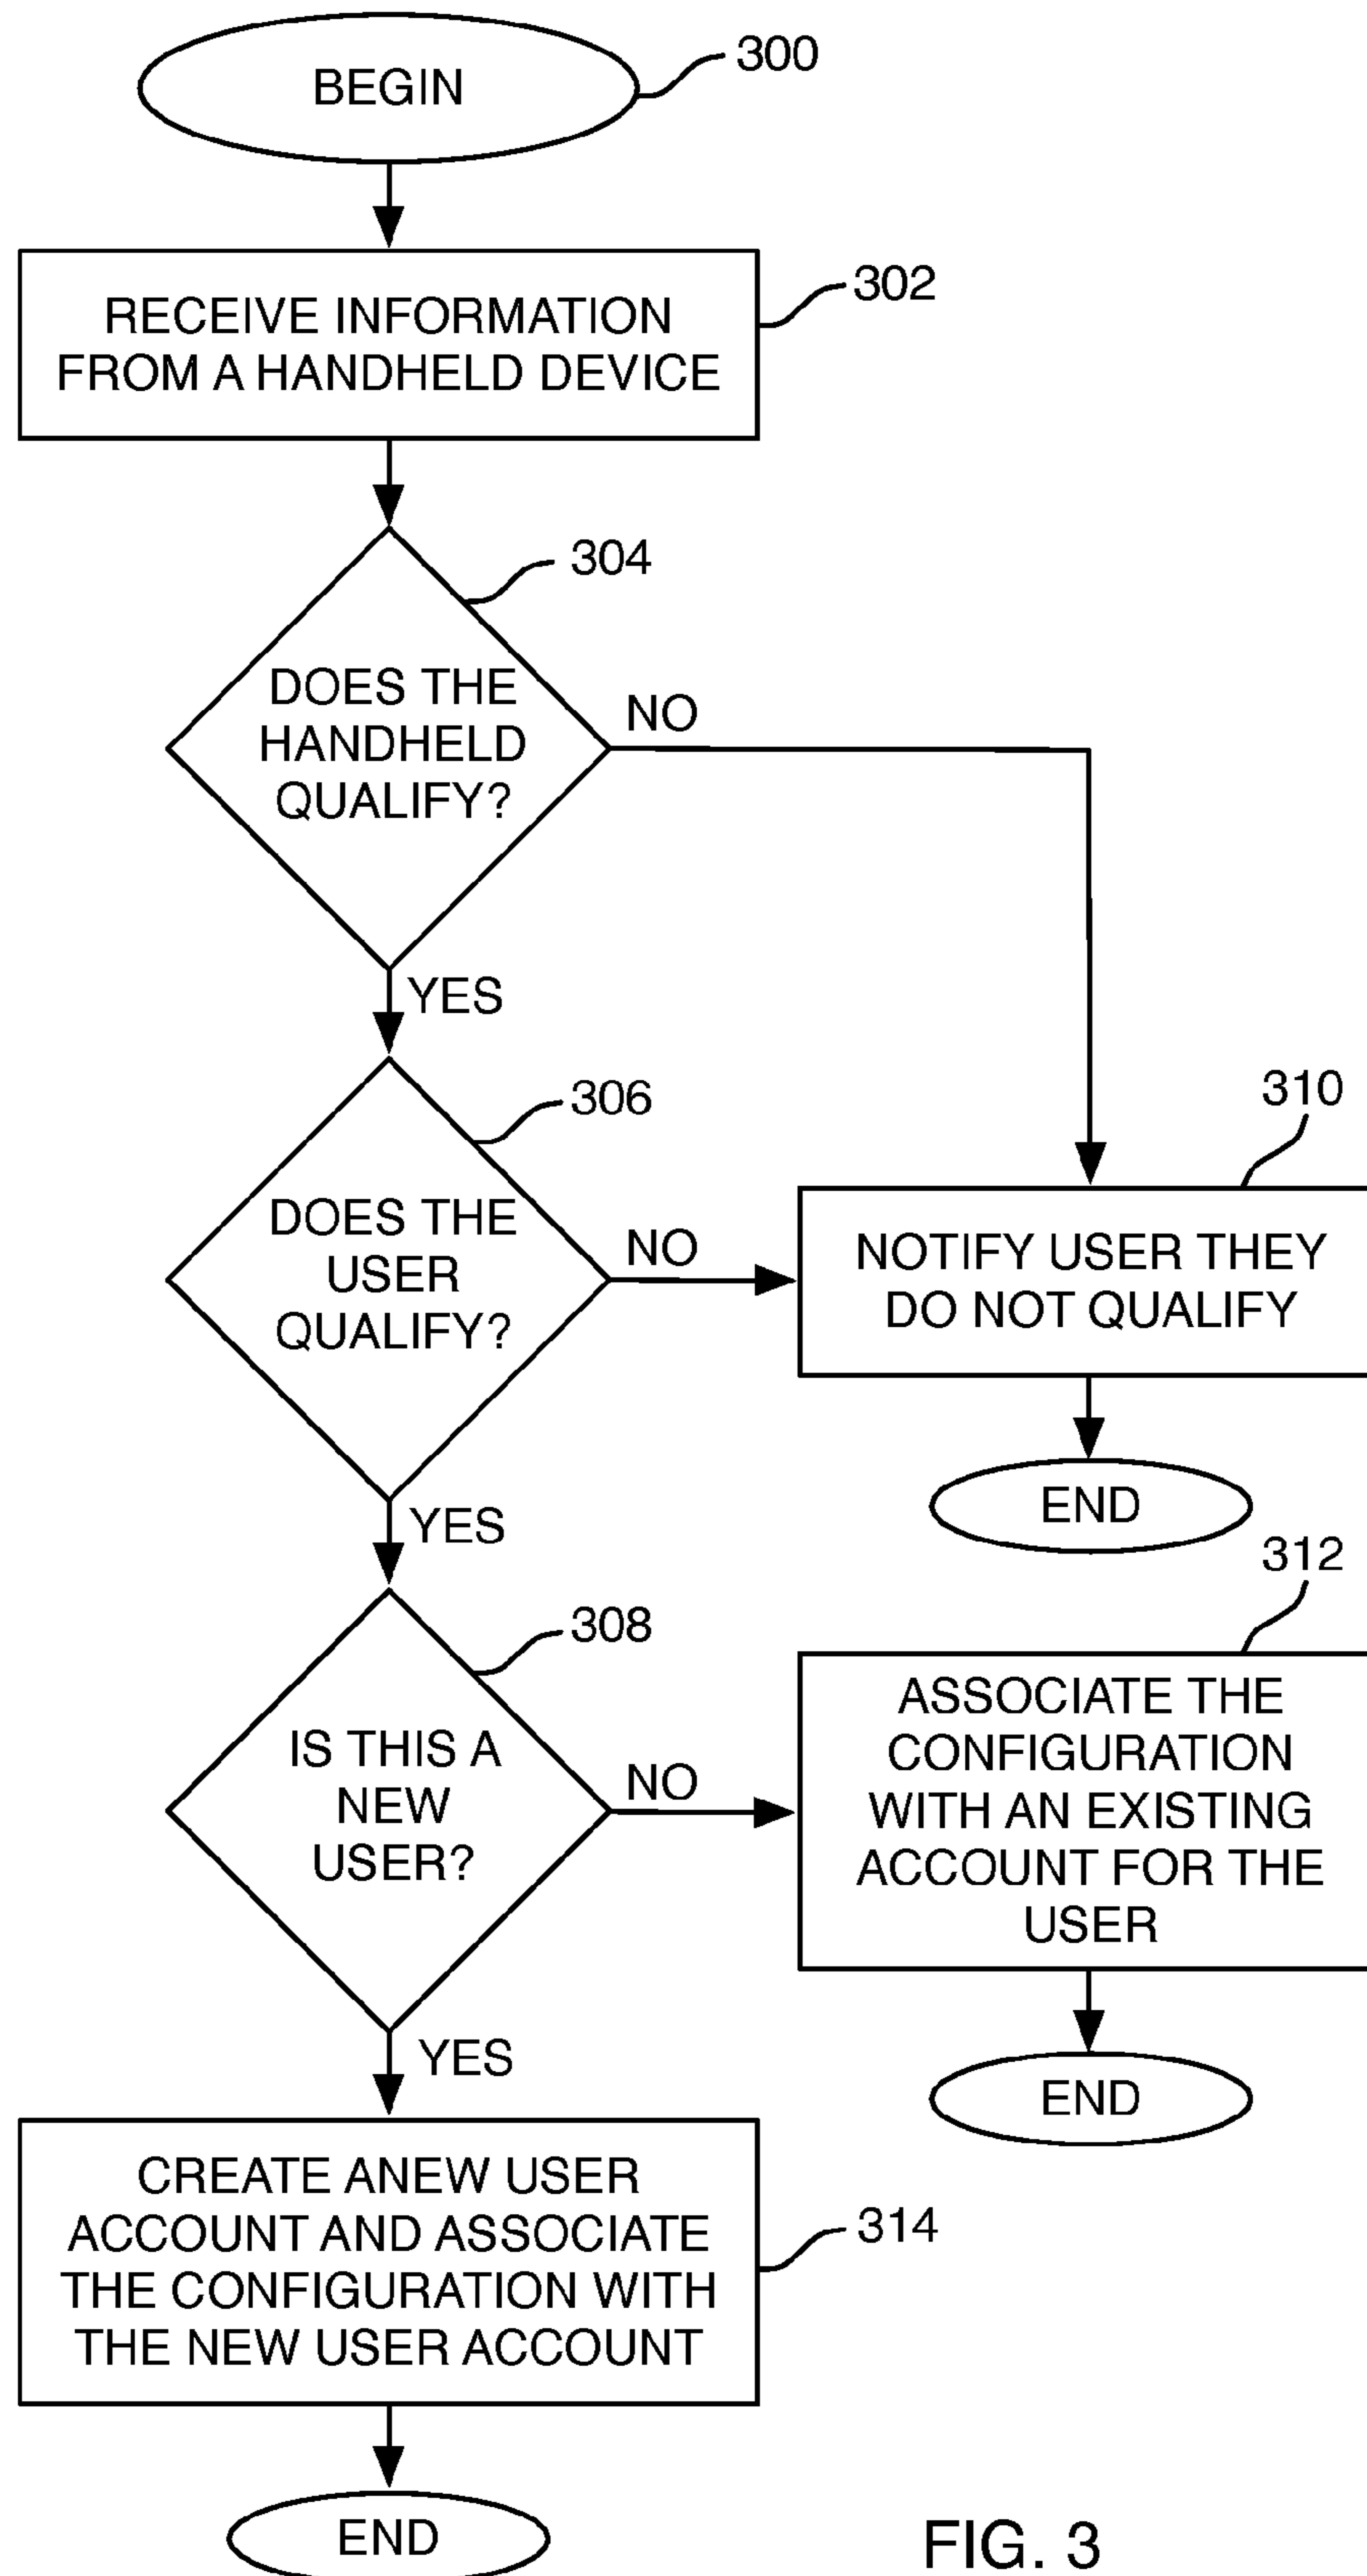 BEGIN
300
RECEIVE INFORMATION
FROM A HANDHELD DEVICE
302
304
DOES THE
HANDHELD
QUALIFY?
NO
YES
306
DOES THE
USER
QUALIFY?
NO
310
NOTIFY USER THEY
DO NOT QUALIFY
END
YES
308
IS THIS A
NEW
USER?
NO
312
ASSOCIATE THE
CONFIGURATION
WITH AN EXISTING
ACCOUNT FOR THE
USER
END
YES
CREATE ANEW USER
ACCOUNT AND ASSOCIATE
THE CONFIGURATION WITH
THE NEW USER ACCOUNT
314
END
FIG. 3